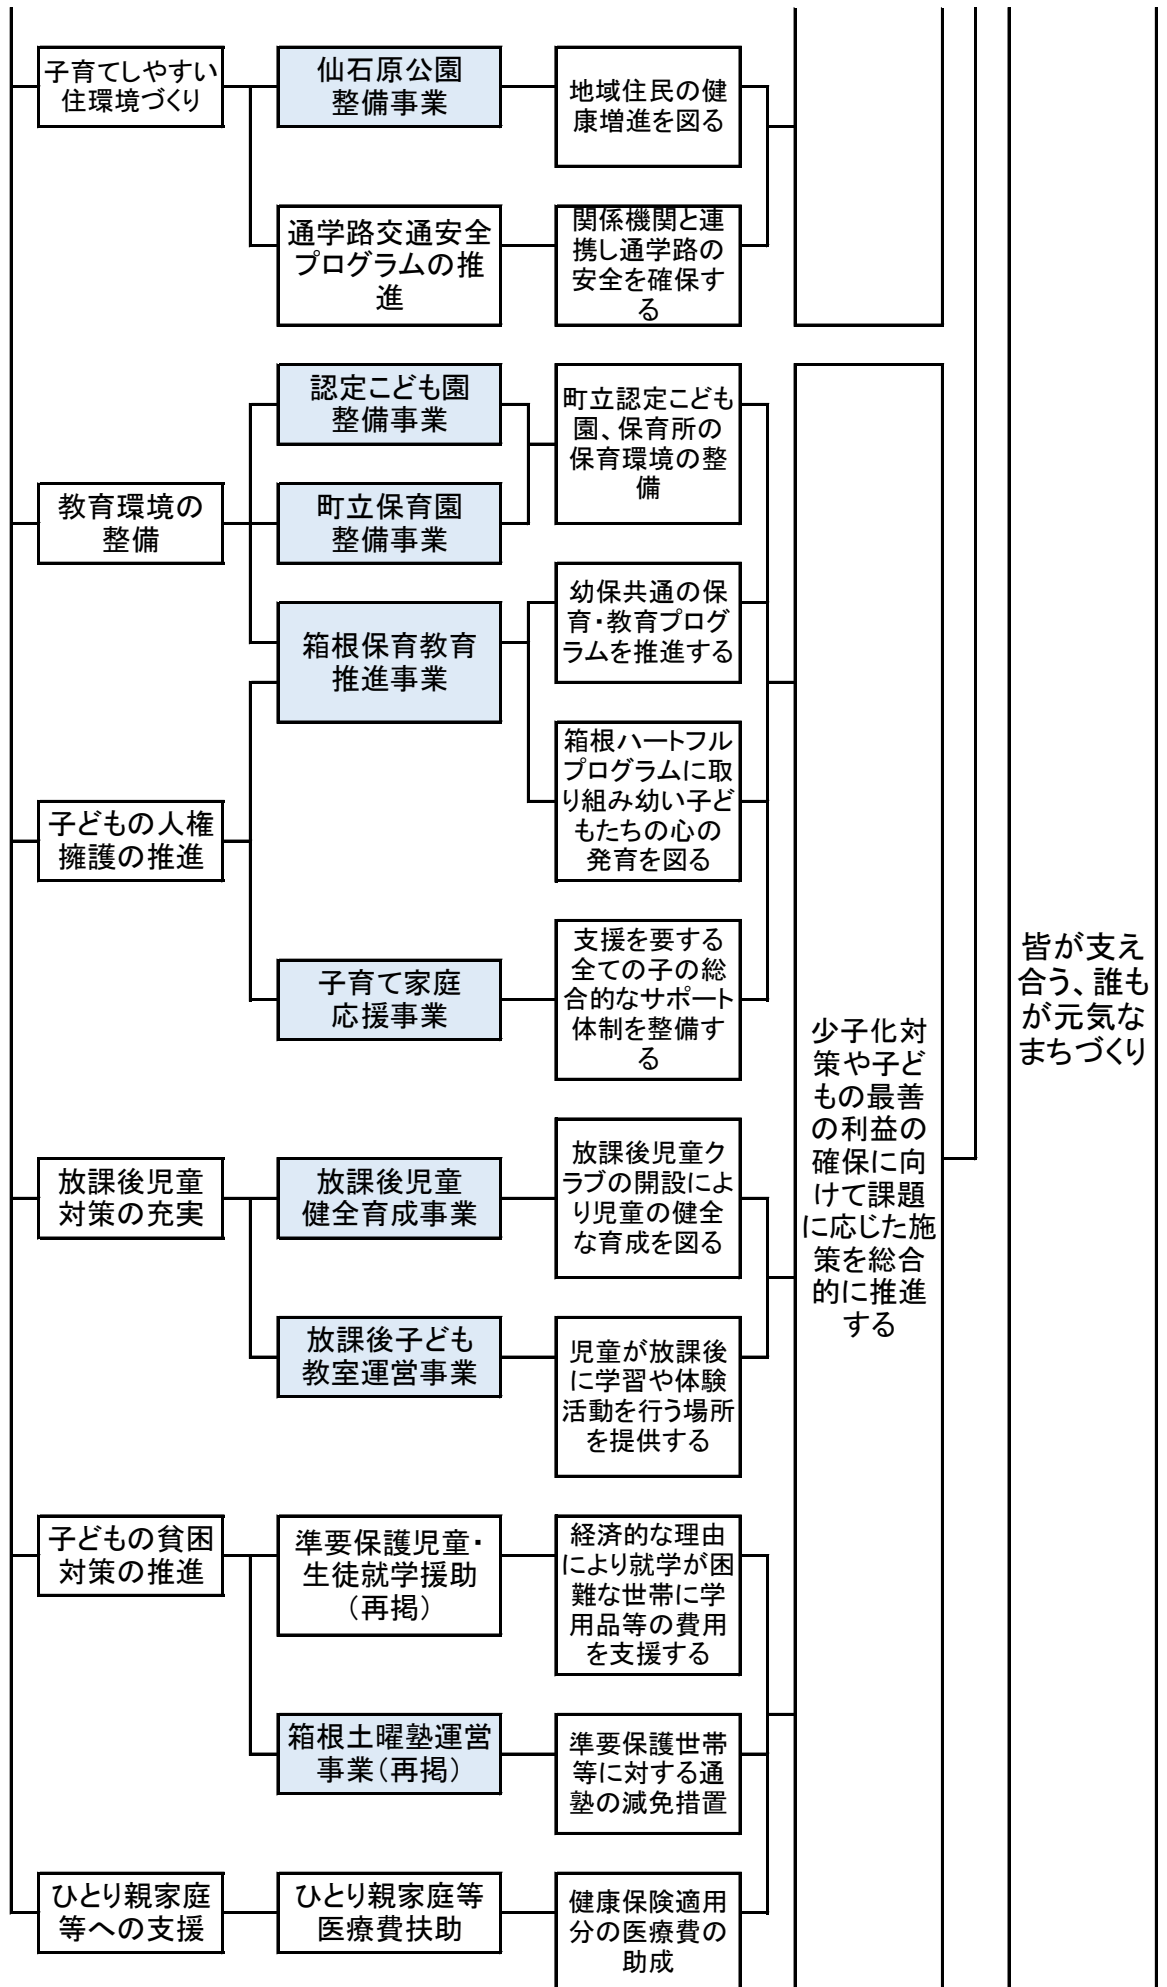 子育てしやすい
住環境づくり
仙石原公園
整備事業
地域住民の健
康増進を図る
通学路交通安全
プログラムの推
進
関係機関と連
携し通学路の
安全を確保す
る
教育環境の
整備
認定こども園
整備事業
町立保育園
整備事業
町立認定こども
園、保育所の
保育環境の整
備
箱根保育教育
推進事業
幼保共通の保
育・教育プログ
ラムを推進する
箱根ハートフル
プログラムに取
り組み幼い子ど
もたちの心の
発育を図る
子どもの人権
擁護の推進
子育て家庭
応援事業
支援を要する
全ての子の総
合的なサポート
体制を整備す
る
放課後児童
対策の充実
放課後児童
健全育成事業
放課後児童ク
ラブの開設によ
り児童の健全
な育成を図る
放課後子ども
教室運営事業
児童が放課後
に学習や体験
活動を行う場所
を提供する
子どもの貧困
対策の推進
準要保護児童・
生徒就学援助
（再掲）
経済的な理由
により就学が困
難な世帯に学
用品等の費用
を支援する
箱根土曜塾運営
事業（再掲）
準要保護世帯
等に対する通
塾の減免措置
ひとり親家庭
等への支援
ひとり親家庭等
医療費扶助
健康保険適用
分の医療費の
助成
少子化対
策や子ど
もの最善
の利益の
確保に向
けて課題
に応じた施
策を総合
的に推進
する
皆が支え
合う、誰も
が元気な
まちづくり